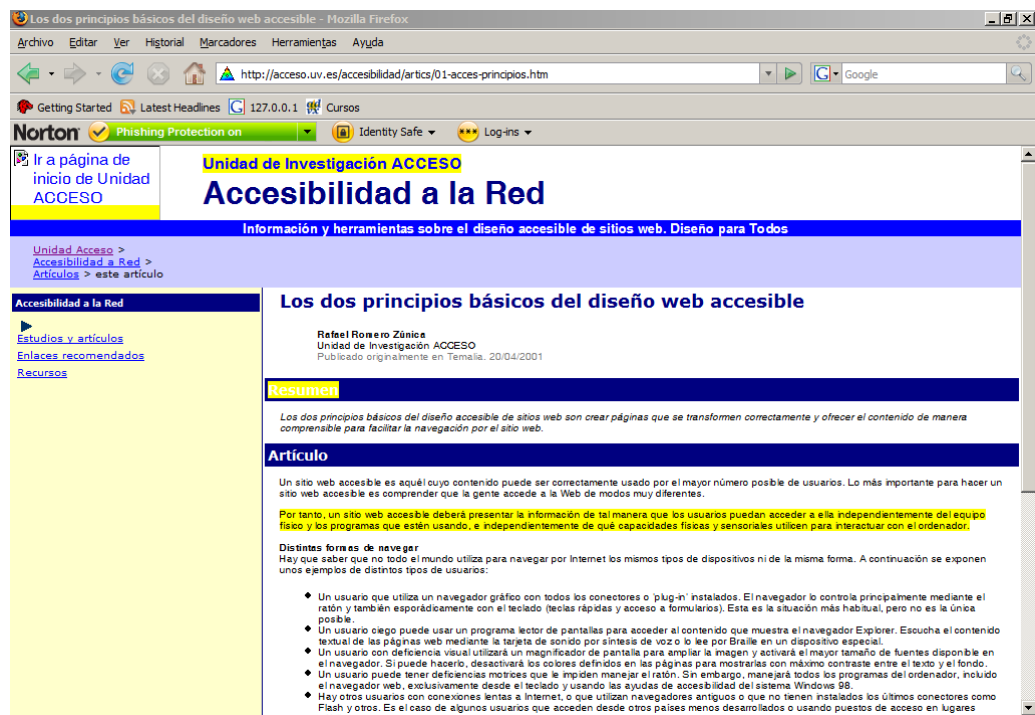 Los dos principios básicos del diseño web accesible - Mozilla Firefox
Archivo Editar Ver Historial Marcadores Herramientas Ayuda
http://acceso.uv.es/accesibilidad/artics/01-acces-principios.htm
G Google
Getting Started Latest Headlines G 127.0.0.1 Cursos
Norton Phishing Protection on Identity Safe Log-ins
Ir a página de
inicio de Unidad
ACCESO
Unidad de Investigación ACCESO
Accesibilidad a la Red
Información y herramientas sobre el diseño accesible de sitios web. Diseño para Todos
Unidad Acceso >
Accesibilidad a Red >
Artículos > este artículo
Accesibilidad a la Red
Estudios y artículos
Enlaces recomendados
Recursos
Los dos principios básicos del diseño web accesible
Rafael Romero Zúnica
Unidad de Investigación ACCESO
Publicado originalmente en Temalia. 20/04/2001
Resumen
Los dos principios básicos del diseño accesible de sitios web son crear páginas que se transformen correctamente y ofrecer el contenido de manera
comprensible para facilitar la navegación por el sitio web.
Artículo
Un sitio web accesible es aquél cuyo contenido puede ser correctamente usado por el mayor número posible de usuarios. Lo más importante para hacer un
sitio web accesible es comprender que la gente accede a la Web de modos muy diferentes.
Por tanto, un sitio web accesible deberá presentar la información de tal manera que los usuarios puedan acceder a ella independientemente del equipo
físico y los programas que estén usando, e independientemente de qué capacidades físicas y sensoriales utilicen para interactuar con el ordenador.
Distintas formas de navegar
Hay que saber que no todo el mundo utiliza para navegar por Internet los mismos tipos de dispositivos ni de la misma forma. A continuación se exponen
unos ejemplos de distintos tipos de usuarios:
Un usuario que utiliza un navegador gráfico con todos los conectores o 'plug-in' instalados. El navegador lo controla principalmente mediante el
ratón y también esporádicamente con el teclado (teclas rápidas y acceso a formularios). Esta es la situación más habitual, pero no es la única
posible.
Un usuario ciego puede usar un programa lector de pantallas para acceder al contenido que muestra el navegador Explorer. Escucha el contenido
textual de las páginas web mediante la tarjeta de sonido por síntesis de voz o lo lee por Braille en un dispositivo especial.
Un usuario con deficiencia visual utilizará un magnificador de pantalla para ampliar la imagen y activará el mayor tamaño de fuentes disponible en
el navegador. Si puede hacerlo, desactivará los colores definidos en las páginas para mostrarlas con máximo contraste entre el texto y el fondo.
Un usuario puede tener deficiencias motrices que le impiden manejar el ratón. Sin embargo, manejará todos los programas del ordenador, incluido
el navegador web, exclusivamente desde el teclado y usando las ayudas de accesibilidad del sistema Windows 98.
Hay otros usuarios con conexiones lentas a Internet, o que utilizan navegadores antiguos o que no tienen instalados los últimos conectores como
Flash y otros. Es el caso de algunos usuarios que acceden desde otros países menos desarrollados o usando puestos de acceso en lugares